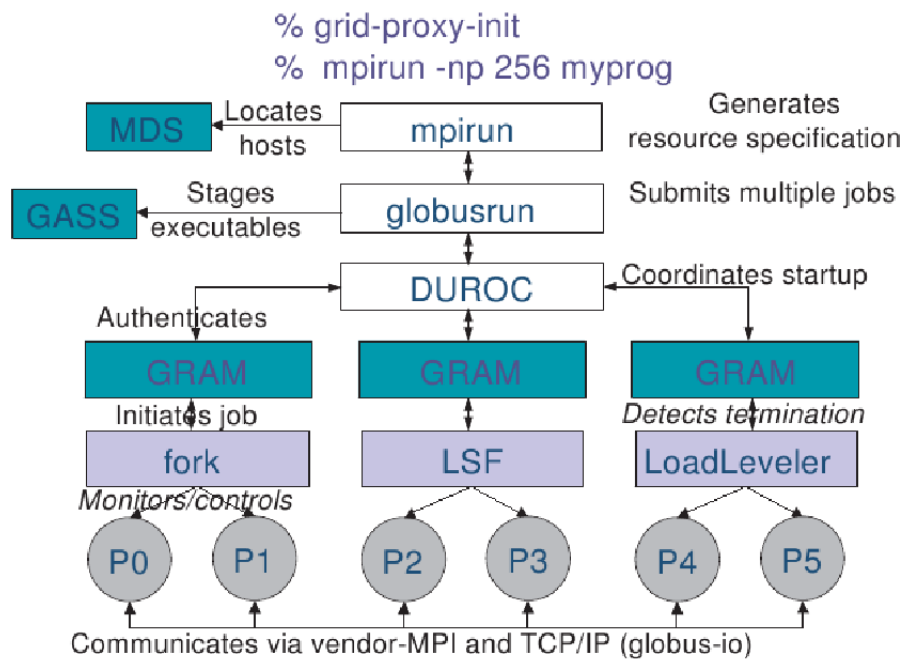 % grid-proxy-init
% mpirun -np 256 myprog
MDS
Locates
hosts
mpirun
Generates
resource specification
GASS
Stages
executables
globusrun
Submits multiple jobs
DUROC
Coordinates startup
Authenticates
GRAM
GRAM
GRAM
Initiates job
Detects termination
fork
LSF
LoadLeveler
Monitors/controls
P0
P1
P2
P3
P4
P5
Communicates via vendor-MPI and TCP/IP (globus-io)